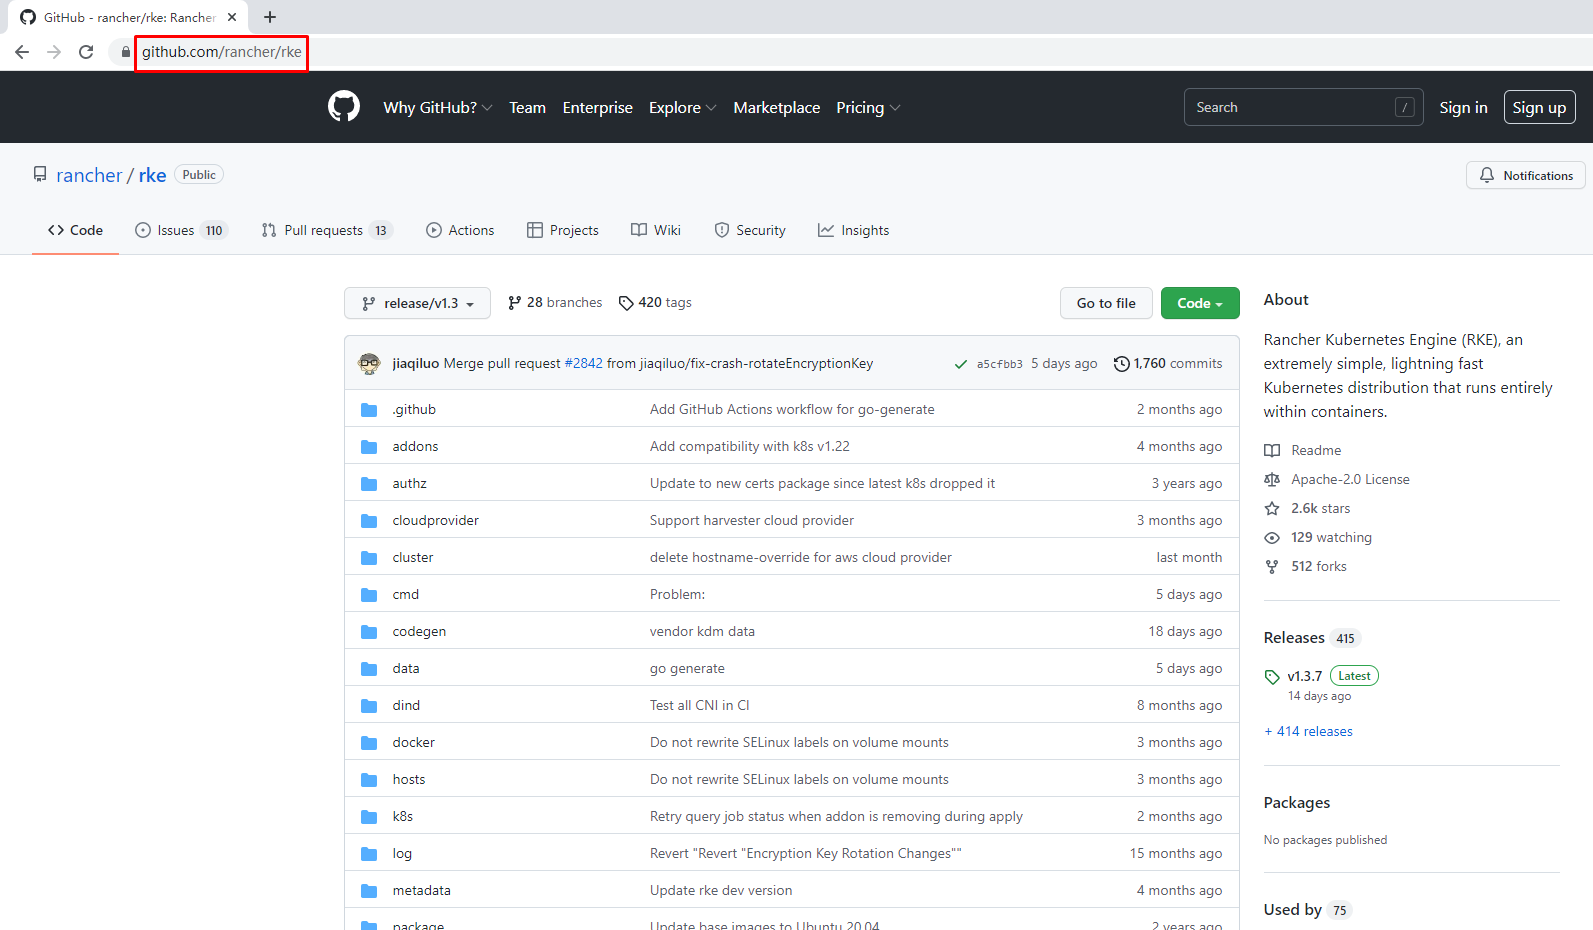 GitHub - rancher/rke: Rancher
github.com/rancher/rke
Why GitHub? Team Enterprise Explore Marketplace Pricing Search / Sign in Sign up
rancher / rke Public Notifications
Code Issues 110 Pull requests 13 Actions Projects Wiki Security Insights
release/v1.3 28 branches 420 tags Go to file Code
jiaqiluo Merge pull request #2842 from jiaqiluo/fix-crash-rotateEncryptionKey a5cfbb3 5 days ago 1,760 commits
.github Add GitHub Actions workflow for go-generate 2 months ago
addons Add compatibility with k8s v1.22 4 months ago
authz Update to new certs package since latest k8s dropped it 3 years ago
cloudprovider Support harvester cloud provider 3 months ago
cluster delete hostname-override for aws cloud provider last month
cmd Problem: 5 days ago
codegen vendor kdm data 18 days ago
data go generate 5 days ago
dind Test all CNI in CI 8 months ago
docker Do not rewrite SELinux labels on volume mounts 3 months ago
hosts Do not rewrite SELinux labels on volume mounts 3 months ago
k8s Retry query job status when addon is removing during apply 2 months ago
log Revert "Revert "Encryption Key Rotation Changes"" 15 months ago
metadata Update rke dev version 4 months ago
package Update base images to Ubuntu 20.04 2 years ago
About
Rancher Kubernetes Engine (RKE), an
extremely simple, lightning fast
Kubernetes distribution that runs entirely
within containers.
Readme
Apache-2.0 License
2.6k stars
129 watching
512 forks
Releases 415
v1.3.7 Latest
14 days ago
+ 414 releases
Packages
No packages published
Used by 75